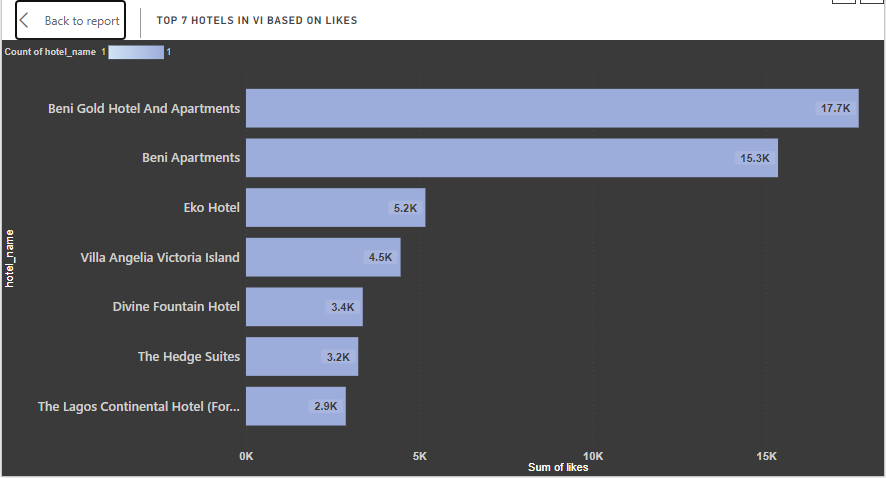 Back to report
TOP 7 HOTELS IN VI BASED ON LIKES
Count of hotel_name 1 1
hotel_name
Beni Gold Hotel And Apartments 17.7K
Beni Apartments 15.3K
Eko Hotel 5.2K
Villa Angelia Victoria Island 4.5K
Divine Fountain Hotel 3.4K
The Hedge Suites 3.2K
The Lagos Continental Hotel (For... 2.9K
0K 5K 10K 15K
Sum of likes